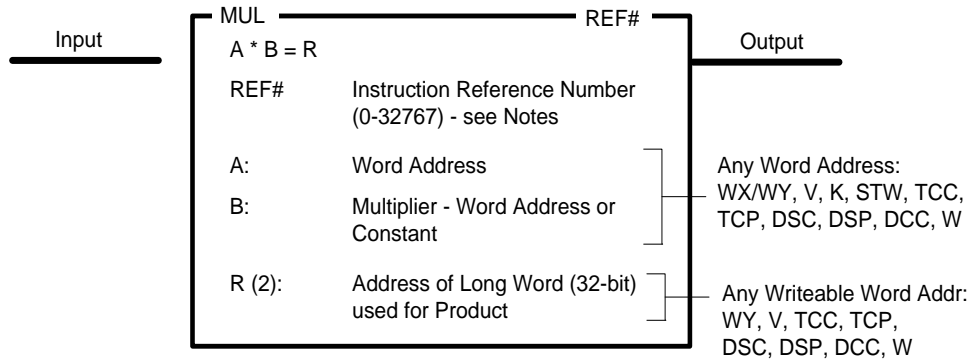 MUL REF#
Input
A * B = R
Output
REF# Instruction Reference Number
(0-32767) - see Notes
A: Word Address
B: Multiplier - Word Address or
Constant
Any Word Address:
WX/WY, V, K, STW, TCC,
TCP, DSC, DSP, DCC, W
R (2): Address of Long Word (32-bit)
used for Product
Any Writeable Word Addr:
WY, V, TCC, TCP,
DSC, DSP, DCC, W